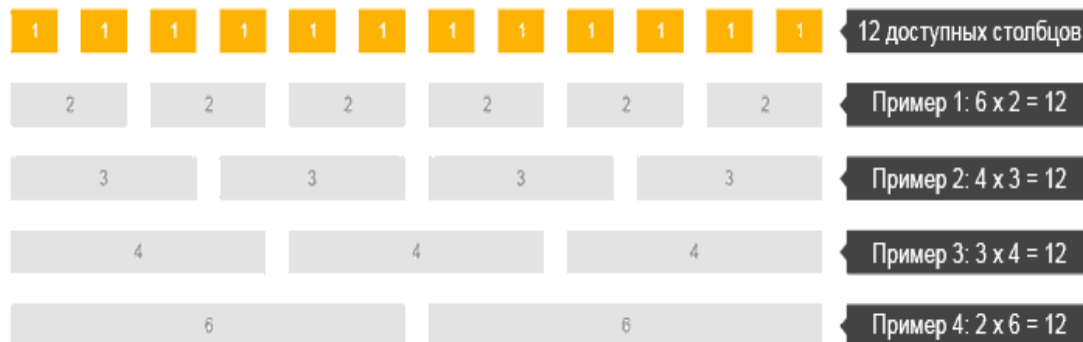 1 1 1 1 1 1 1 1 1 1 1 1 12 доступных столбцов
2 2 2 2 2 2 Пример 1: 6 x 2 = 12
3 3 3 3 Пример 2: 4 x 3 = 12
4 4 4 Пример 3: 3 x 4 = 12
6 6 Пример 4: 2 x 6 = 12